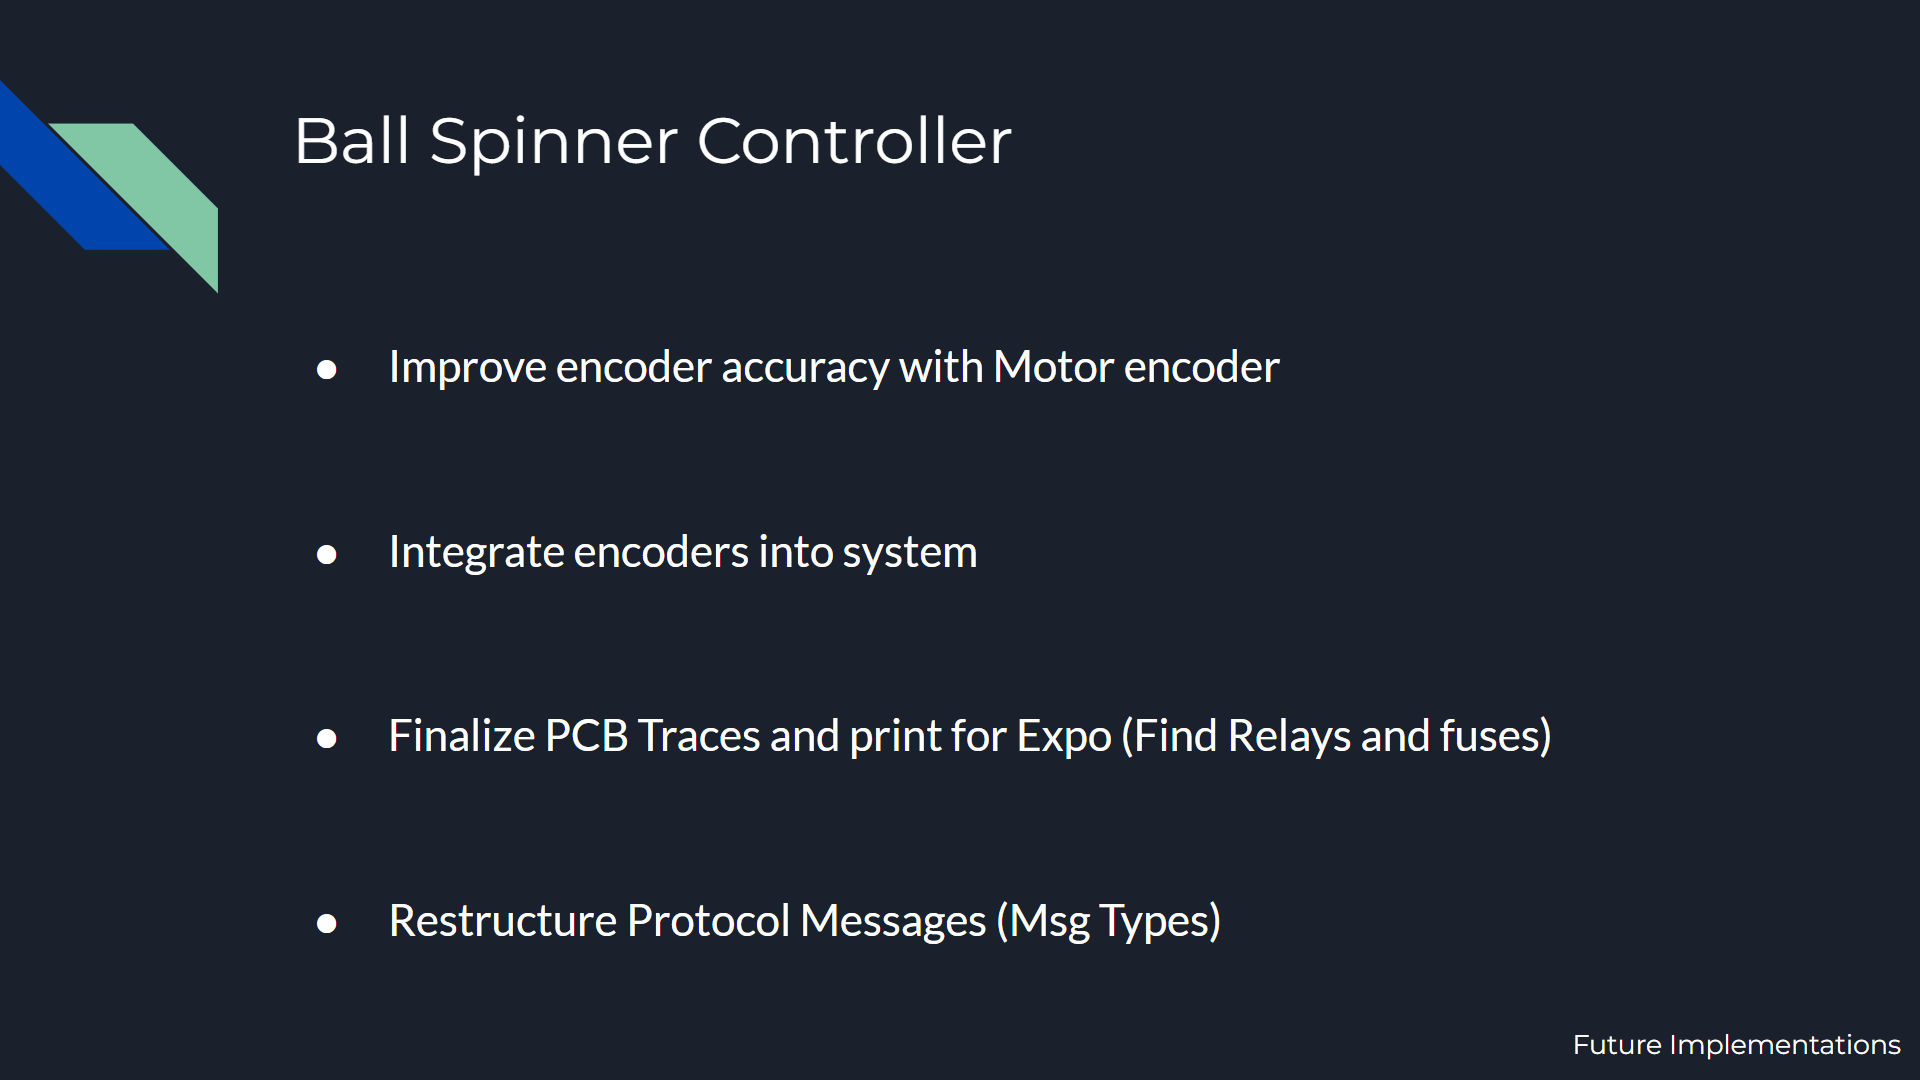 Ball Spinner Controller
● Improve encoder accuracy with Motor encoder
● Integrate encoders into system
● Finalize PCB Traces and print for Expo (Find Relays and fuses)
● Restructure Protocol Messages (Msg Types)
Future Implementations